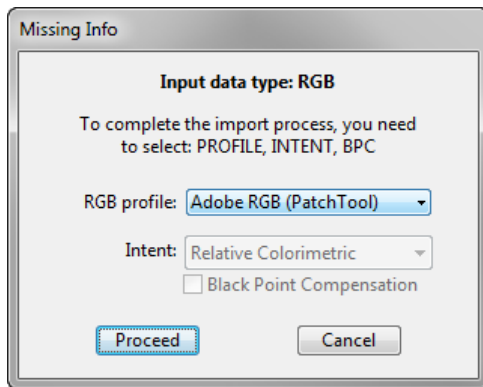 Missing Info
Input data type: RGB
To complete the import process, you need
to select: PROFILE, INTENT, BPC
RGB profile: Adobe RGB (PatchTool)
Intent: Relative Colorimetric
Black Point Compensation
Proceed Cancel